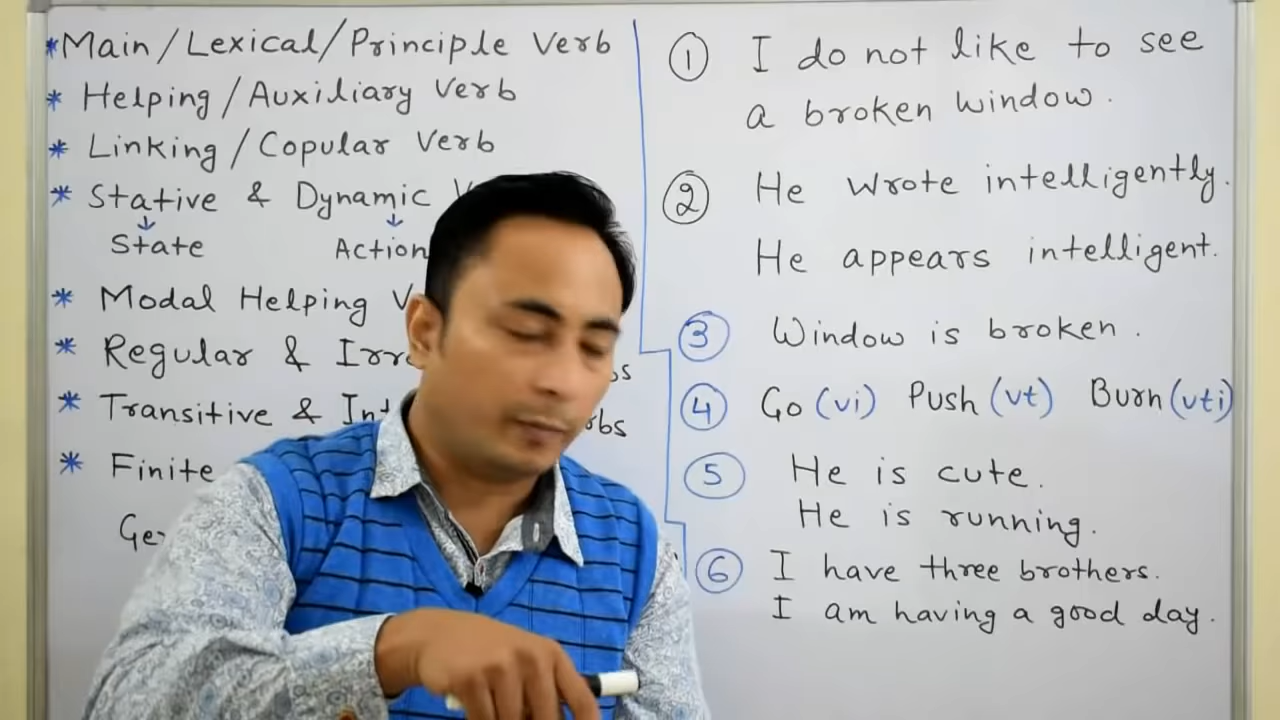 *Main/Lexical/Principle Verb
* Helping/Auxiliary Verb
* Linking/Copular Verb
* Stative & Dynamic
State Action
* Modal Helping
* Regular &
* Transitive &
* Finite
1 I do not like to see
a broken window.
2 He wrote intelligently.
He appears intelligent.
3 Window is broken.
4 Go (vi) Push (vt) Burn (vti)
5 He is cute.
He is running.
6 I have three brothers.
I am having a good day.